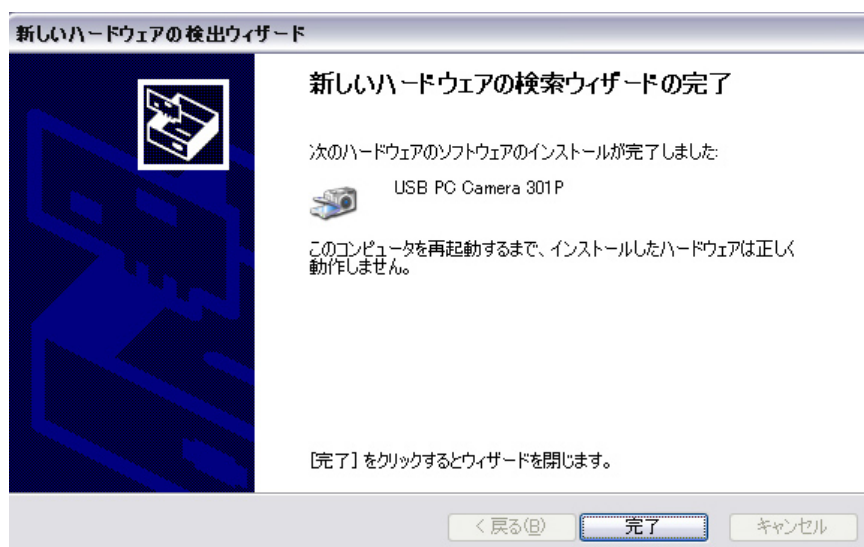 新しいハードウェアの検出ウィザード
新しいハードウェアの検索ウィザードの完了
次のハードウェアのソフトウェアのインストールが完了しました:
USB PC Camera 301P
このコンピュータを再起動するまで、インストールしたハードウェアは正しく
動作しません。
[完了] をクリックするとウィザードを閉じます。
< 戻る(B)
完了
キャンセル